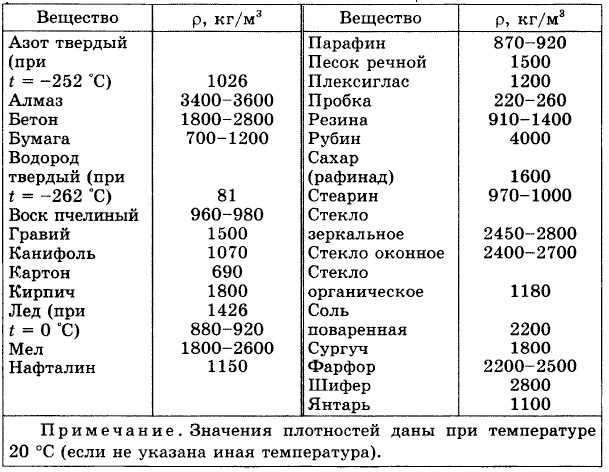 Вещество ρ, кг/м³
Азот твердый
(при
t = −252 °С) 1026
Алмаз 3400–3600
Бетон 1800–2800
Бумага 700–1200
Водород
твердый (при
t = −262 °С) 81
Воск пчелиный 960–980
Гравий 1500
Канифоль 1070
Картон 690
Кирпич 1800
Лед (при 1426
t = 0 °С) 880–920
Мел 1800–2600
Нафталин 1150
Вещество ρ, кг/м³
Парафин 870–920
Песок речной 1500
Плексиглас 1200
Пробка 220–260
Резина 910–1400
Рубин 4000
Сахар
(рафинад) 1600
Стеарин 970–1000
Стекло
зеркальное 2450–2800
Стекло оконное 2400–2700
Стекло
органическое 1180
Соль
поваренная 2200
Сургуч 1800
Фарфор 2200–2500
Шифер 2800
Янтарь 1100
Примечание. Значения плотностей даны при температуре
20 °С (если не указана иная температура).